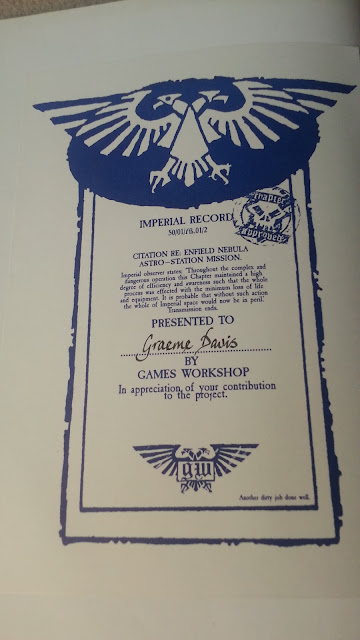 IMPERIAL RECORD
50/01/B.01/2
chapter
approved
CITATION RE: ENFIELD NEBULA
ASTRO-STATION MISSION.
Imperial observer states: 'Throughout the complex and
dangerous operation this Chapter maintained a high
degree of efficiency and awareness such that the whole
process was effected with the minimum loss of life
and equipment. It is probable that without such action
the whole of Imperial space would now be in peril.'
Transmission ends.
PRESENTED TO
Graeme Davis
BY
GAMES WORKSHOP
In appreciation, of your contribution
to the project.
gw
Another dirty job done well.